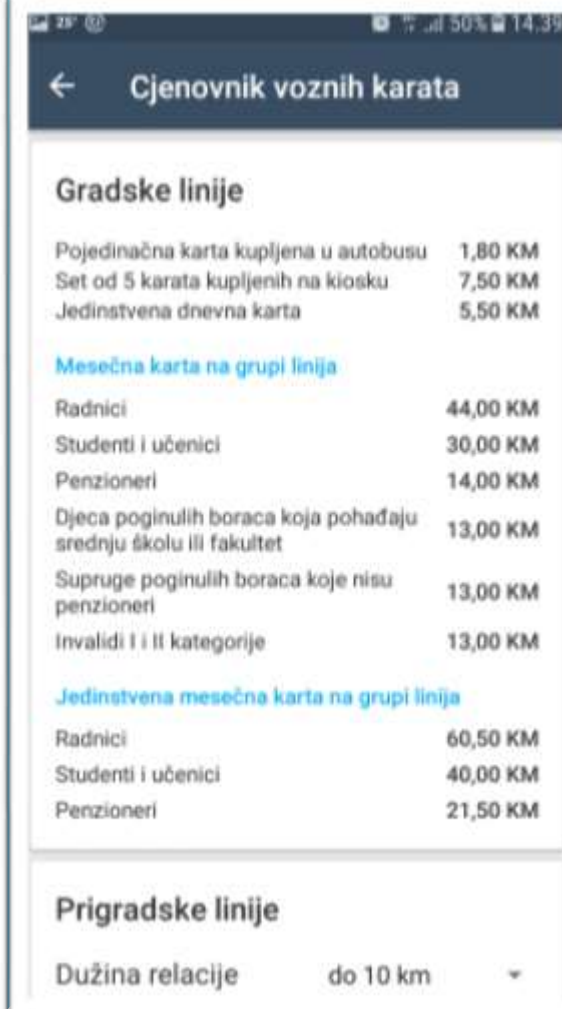 25° 50% 14.39
Cjenovnik voznih karata
Gradske linije
Pojedinačna karta kupljena u autobusu 1,80 KM
Set od 5 karata kupljenih na kiosku 7,50 KM
Jedinstvena dnevna karta 5,50 KM
Mesečna karta na grupi linija
Radnici 44,00 KM
Studenti i učenici 30,00 KM
Penzioneri 14,00 KM
Djeca poginulih boraca koja pohađaju
srednju školu ili fakultet 13,00 KM
Supruge poginulih boraca koje nisu
penzioneri 13,00 KM
Invalidi I i II kategorije 13,00 KM
Jedinstvena mesečna karta na grupi linija
Radnici 60,50 KM
Studenti i učenici 40,00 KM
Penzioneri 21,50 KM
Prigradske linije
Dužina relacije do 10 km